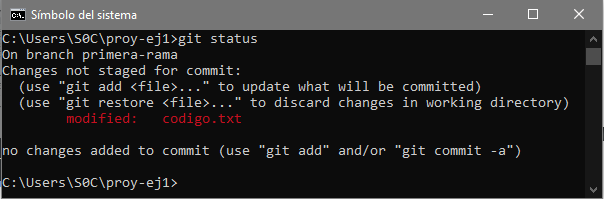 Símbolo del sistema
C:\Users\S0C\proy-ej1>git status
On branch primera-rama
Changes not staged for commit:
  (use "git add <file>..." to update what will be committed)
  (use "git restore <file>..." to discard changes in working directory)
        modified:   codigo.txt

no changes added to commit (use "git add" and/or "git commit -a")

C:\Users\S0C\proy-ej1>